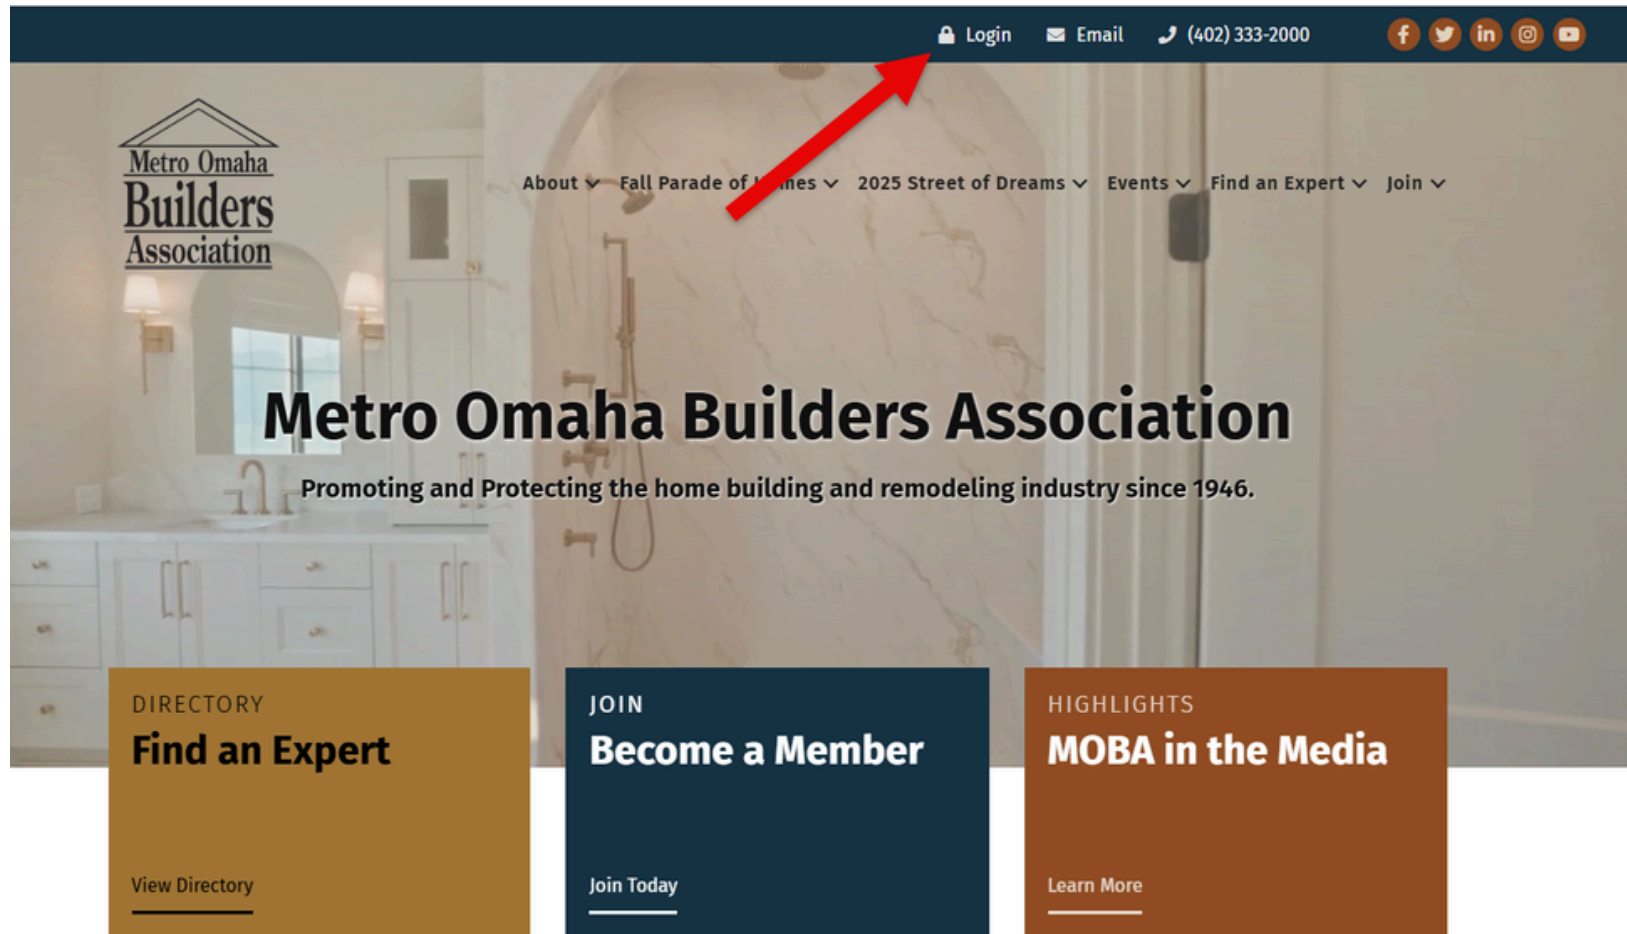 Login Email (402) 333-2000
Metro Omaha
Builders
Association
About Fall Parade of Homes 2025 Street of Dreams Events Find an Expert Join
Metro Omaha Builders Association
Promoting and Protecting the home building and remodeling industry since 1946.
DIRECTORY
Find an Expert
View Directory
JOIN
Become a Member
Join Today
HIGHLIGHTS
MOBA in the Media
Learn More